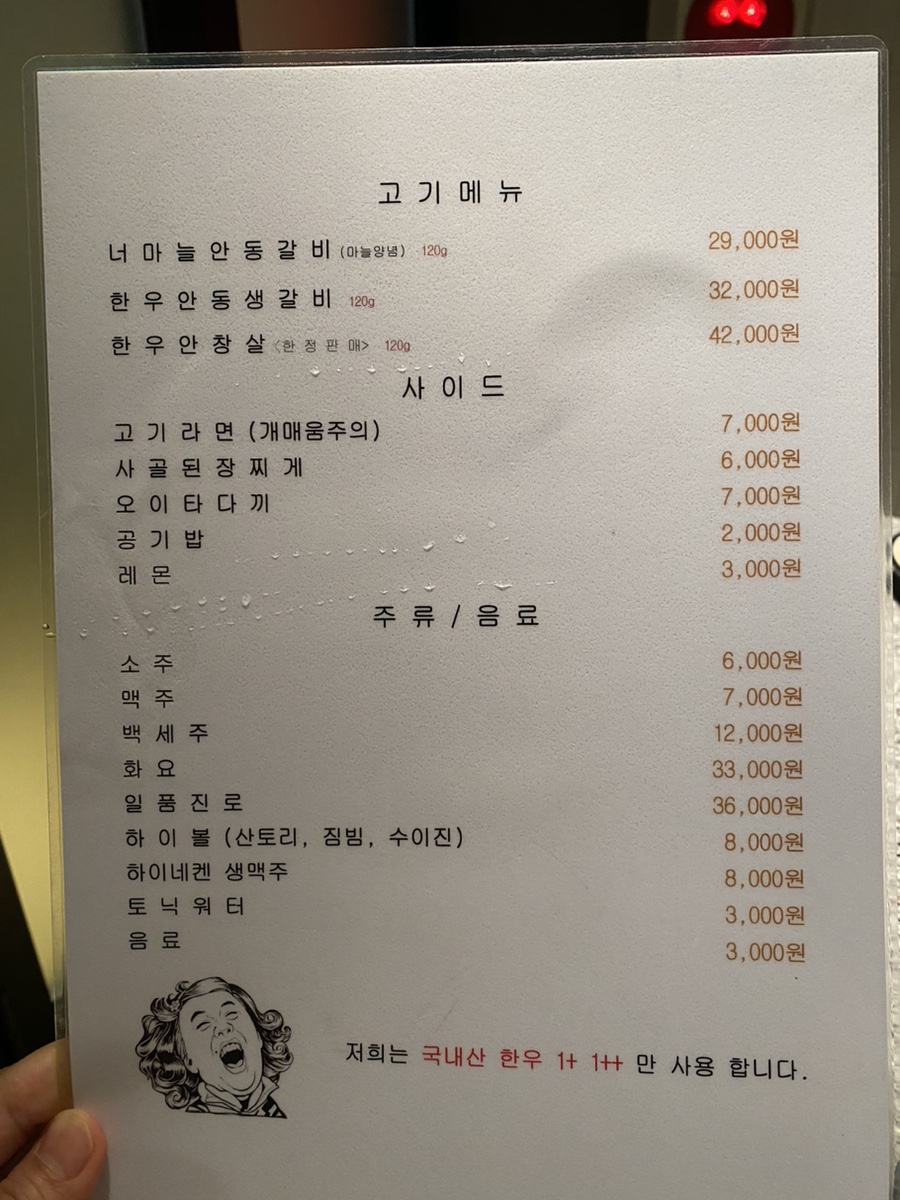 고기메뉴
너마늘안동갈비 (마늘양념) 120g 29,000원
한우안동생갈비 120g 32,000원
한우안창살 <한정판매> 120g 42,000원
사이드
고기라면 (개매움주의) 7,000원
사골된장찌게 6,000원
오이타다끼 7,000원
공기밥 2,000원
레몬 3,000원
주류/음료
소주 6,000원
맥주 7,000원
백세주 12,000원
화요 33,000원
일품진로 36,000원
하이볼 (산토리, 짐빔, 수이진) 8,000원
하이네켄 생맥주 8,000원
토닉워터 3,000원
음료 3,000원
저희는 국내산 한우 1+ 1++ 만 사용 합니다.